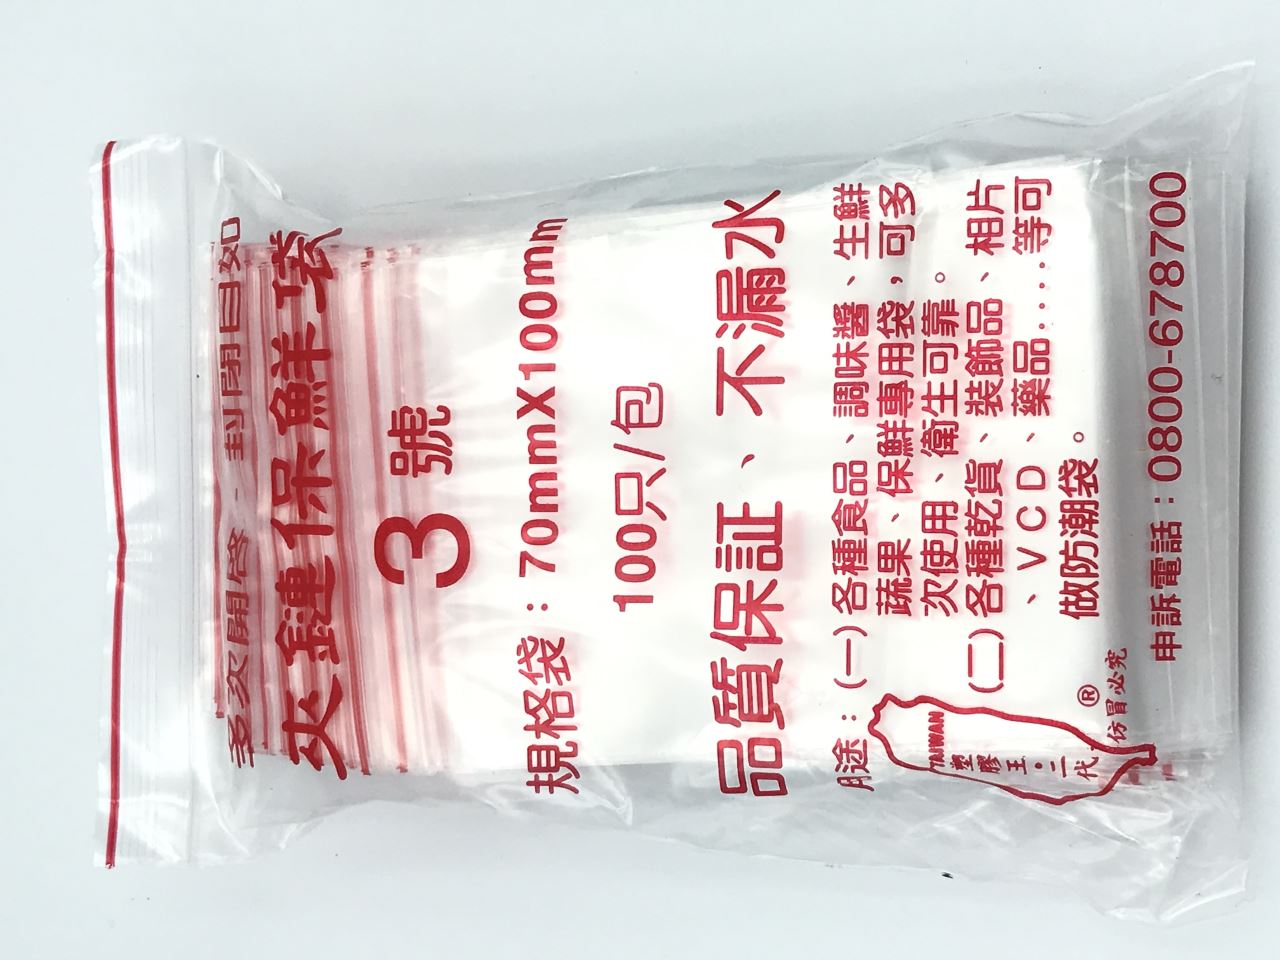 多次開啓．封閉自如
夾鏈保鮮袋
3號
規格袋：70mmX100mm
100只/包
品質保証、不漏水
用途：(一)各種食品、調味醬、生鮮
蔬果、保鮮專用袋，可多
次使用、衛生可靠。
(二)各種乾貨、裝飾品、相片
、VCD、藥品....等可
做防潮袋。
TAIWAN
塑膠王·二代
®
仿冒必究
申訴電話：0800-678700